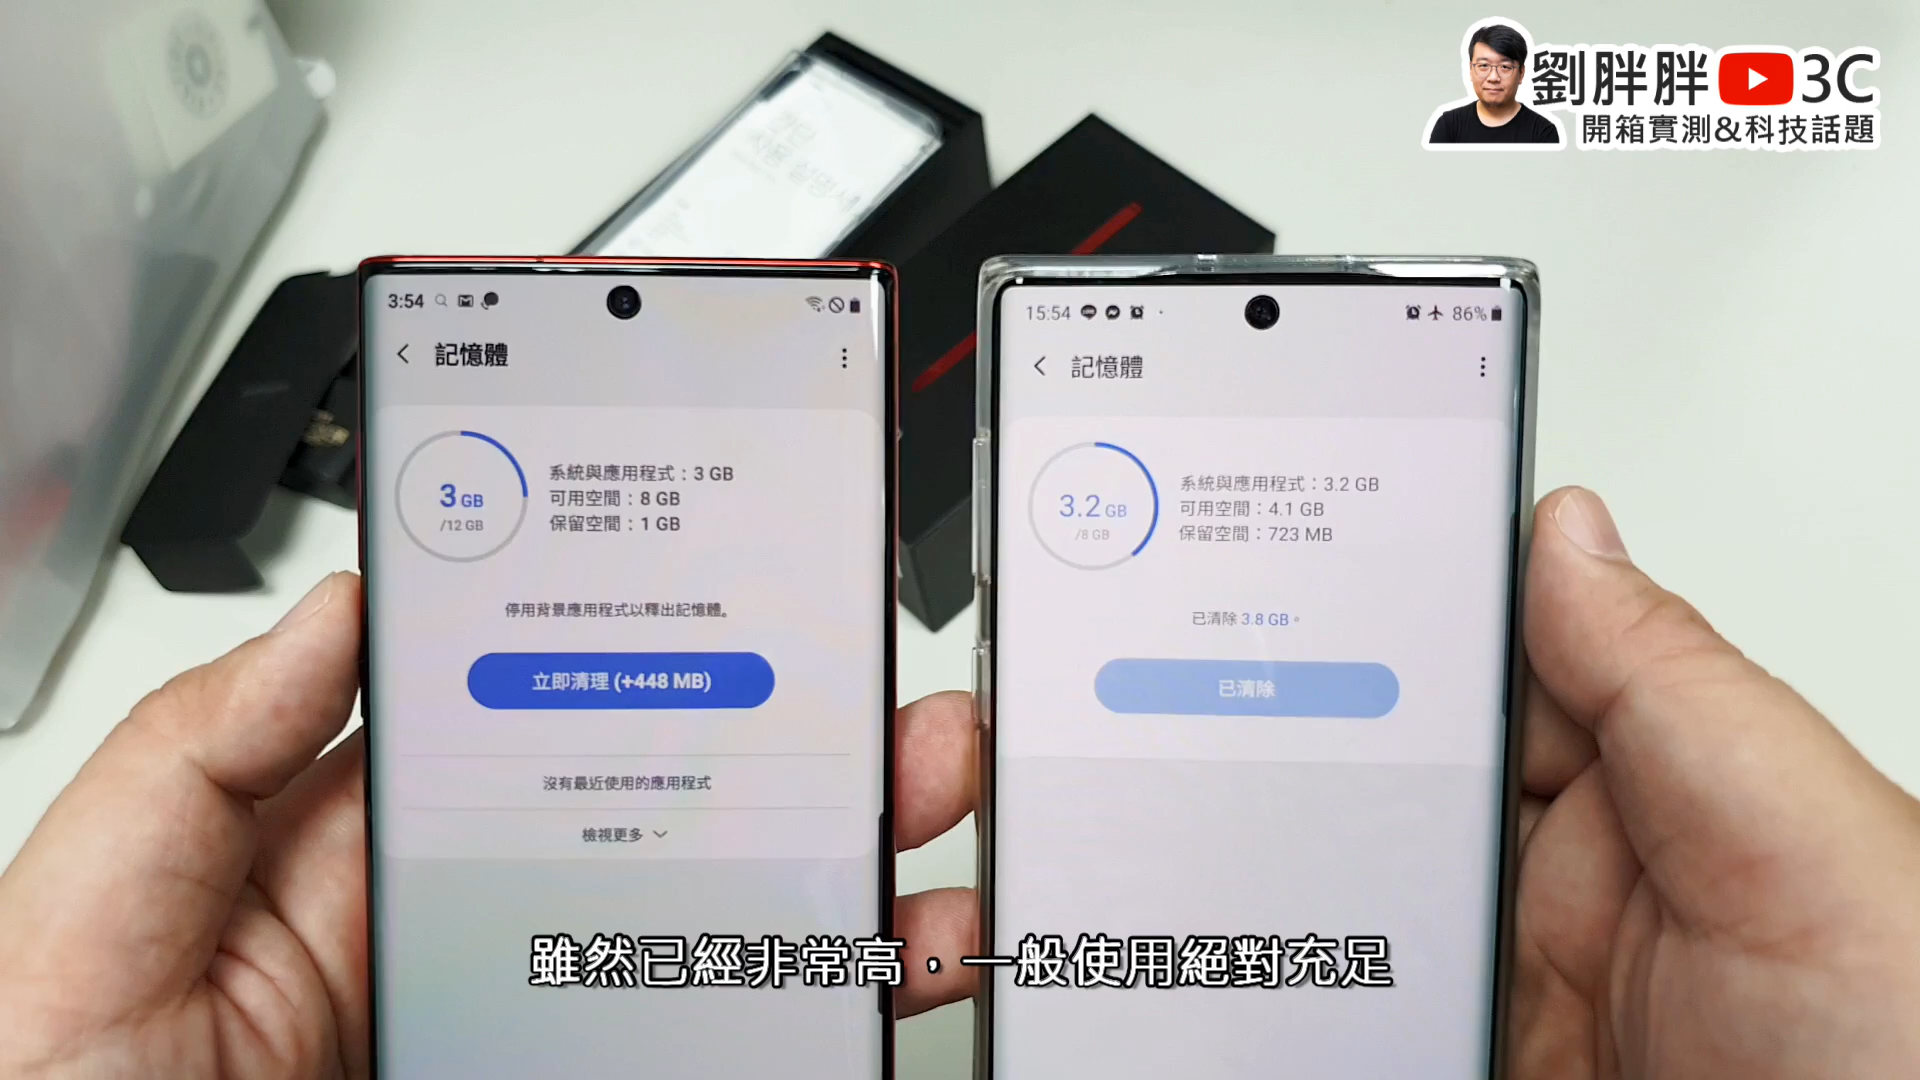 劉胖胖 3C
開箱實測&科技話題
간단 사용 설명서
3:54
記憶體
3 GB
/12 GB
系統與應用程式：3 GB
可用空間：8 GB
保留空間：1 GB
停用背景應用程式以釋出記憶體。
立即清理 (+448 MB)
沒有最近使用的應用程式
檢視更多
15:54
86%
記憶體
3.2 GB
/8 GB
系統與應用程式：3.2 GB
可用空間：4.1 GB
保留空間：723 MB
已清除 3.8 GB。
已清除
雖然已經非常高，一般使用絕對充足